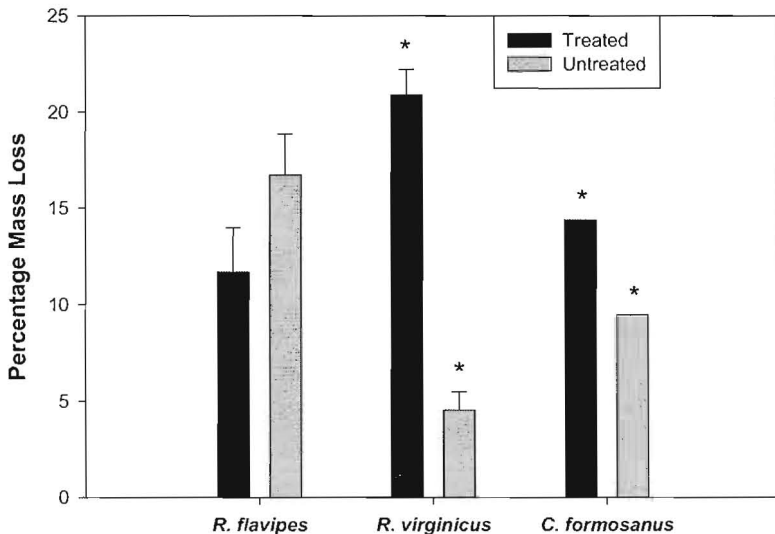 25
20
15
10
5
0
Percentage Mass Loss
Treated
Untreated
*
*
*
*
R. flavipes R. virginicus C. formosanus